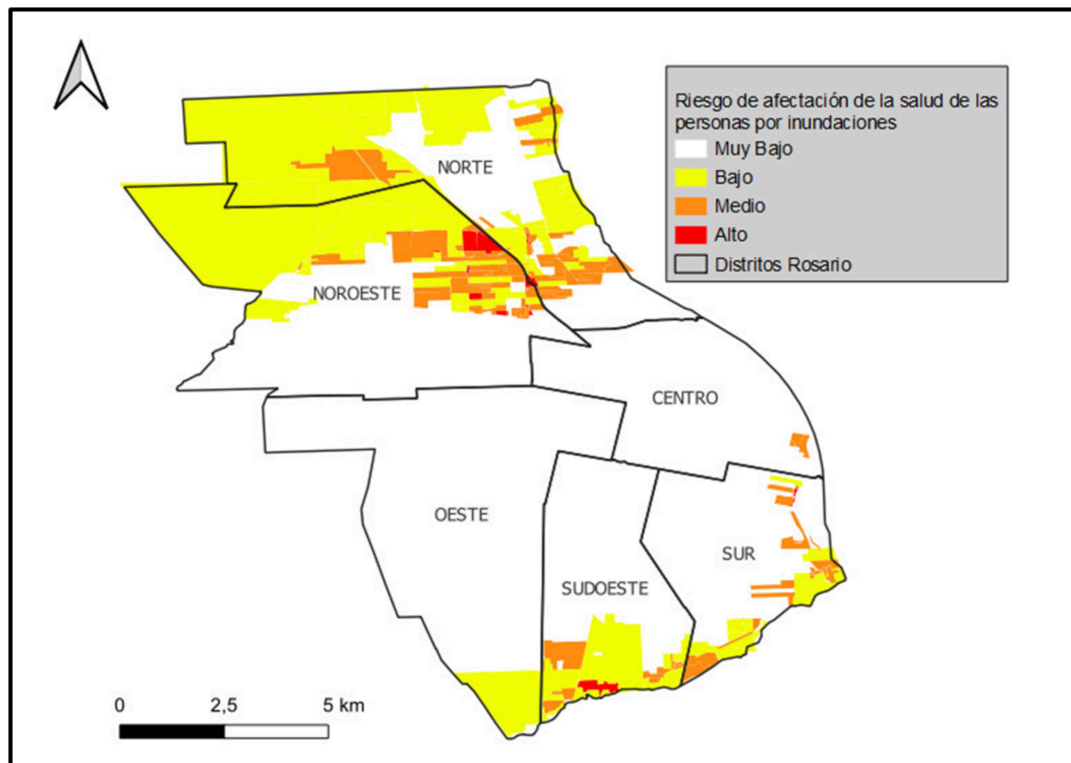 Riesgo de afectación de la salud de las
personas por inundaciones
Muy Bajo
Bajo
Medio
Alto
Distritos Rosario
NORTE
NOROESTE
CENTRO
OESTE
SUR
SUDOESTE
0 2,5 5 km